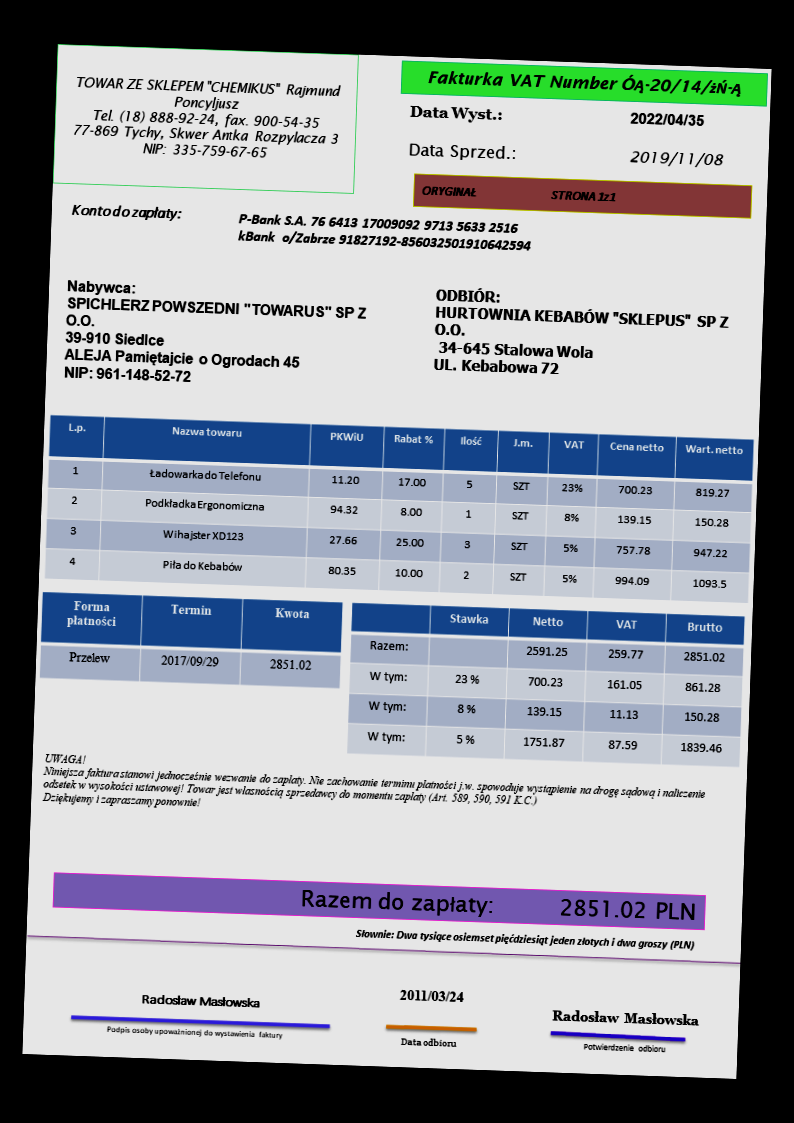 TOWAR ZE SKLEPEM "CHEMIKUS" Rajmund
Poncyljusz
Tel. (18) 888-92-24, fax. 900-54-35
77-869 Tychy, Skwer Amtka Rozpylacza 3
NIP: 335-759-67-65
Fakturka VAT Number ÓĄ-20/14/żŃ-Ą
Data Wyst.: 2022/04/35
Data Sprzed.: 2019/11/08
ORYGINAŁ STRONA 1z1
Konto do zapłaty:
P-Bank S.A. 76 6413 17009092 9713 5633 2516
kBank o/Zabrze 91827192-856032501910642594
Nabywca:
SPICHLERZ POWSZEDNI "TOWARUS" SP Z
O.O.
39-910 Siedlce
ALEJA Pamiętajcie o Ogrodach 45
NIP: 961-148-52-72
ODBIÓR:
HURTOWNIA KEBABÓW "SKLEPUS" SP Z
O.O.
34-645 Stalowa Wola
UL. Kebabowa 72
L.p. Nazwa towaru PKWiU Rabat % Ilość J.m. VAT Cena netto Wart. netto
1 Ładowarka do Telefonu 11.20 17.00 5 SZT 23% 700.23 819.27
2 Podkładka Ergonomiczna 94.32 8.00 1 SZT 8% 139.15 150.28
3 Wihajster XD123 27.66 25.00 3 SZT 5% 757.78 947.22
4 Piła do Kebabów 80.35 10.00 2 SZT 5% 994.09 1093.5
Forma
płatności Termin Kwota
Przelew 2017/09/29 2851.02
Stawka Netto VAT Brutto
Razem: 2591.25 259.77 2851.02
W tym: 23 % 700.23 161.05 861.28
W tym: 8 % 139.15 11.13 150.28
W tym: 5 % 1751.87 87.59 1839.46
UWAGA!
Niniejsza faktura stanowi jednocześnie wezwanie do zapłaty. Nie zachowanie terminu płatności j.w. spowoduje wystąpienie na drogę sądową i naliczenie
odsetek w wysokości ustawowej! Towar jest własnością sprzedawcy do momentu zapłaty (Art. 589, 590, 591 K.C.)
Dziękujemy i zapraszamy ponownie!
Razem do zapłaty: 2851.02 PLN
Słownie: Dwa tysiące osiemset pięćdziesiąt jeden złotych i dwa groszy (PLN)
Radosław Masłowska
Podpis osoby upoważnionej do wystawienia faktury
2011/03/24
Data odbioru
Radosław Masłowska
Potwierdzenie odbioru